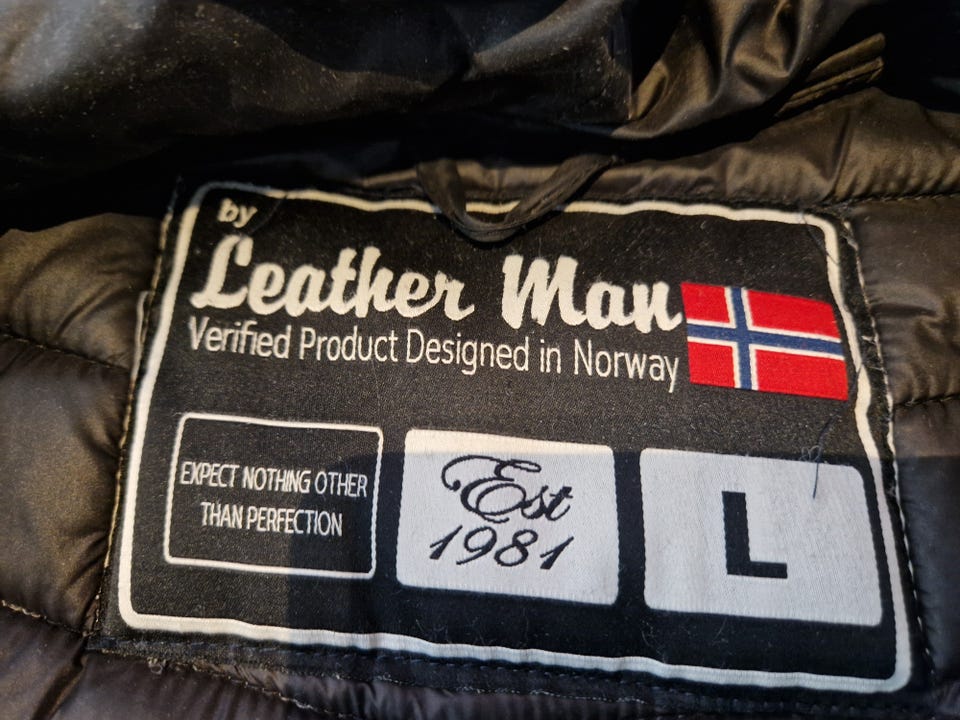 by
Leather Man
Verified Product Designed in Norway
EXPECT NOTHING OTHER
THAN PERFECTION
Est
1981
L